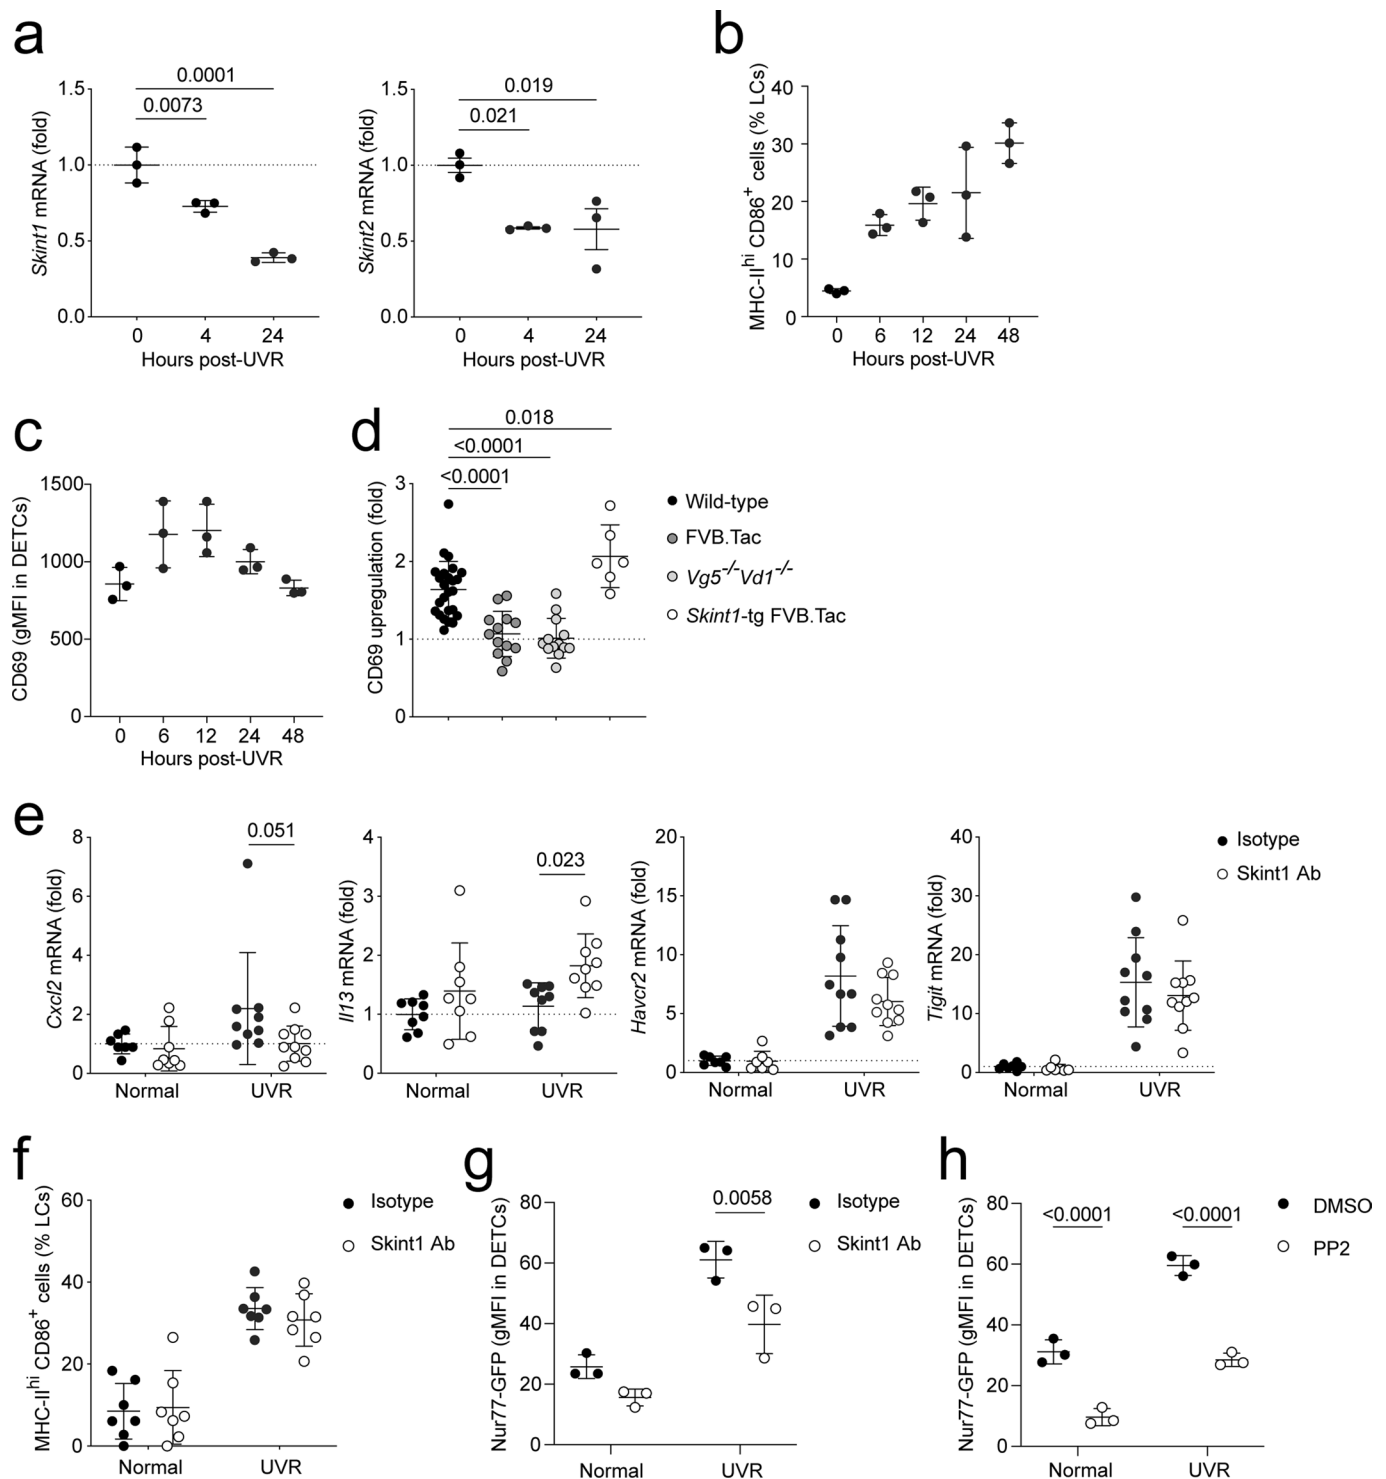 a
0.0001
0.0073
1.5
1.0
0.5
0.0
Skint1 mRNA (fold)
0 4 24
Hours post-UVR
0.019
0.021
1.5
1.0
0.5
0.0
Skint2 mRNA (fold)
0 4 24
Hours post-UVR
b
40
30
20
10
0
MHC-IIhi CD86+ cells (% LCs)
0 6 12 24 48
Hours post-UVR
c
1500
1000
500
0
CD69 (gMFI in DETCs)
0 6 12 24 48
Hours post-UVR
d
0.018
<0.0001
<0.0001
3
2
1
0
CD69 upregulation (fold)
Wild-type
FVB.Tac
Vg5-/-Vd1-/-
Skint1-tg FVB.Tac
e
0.051
8
6
4
2
0
Cxcl2 mRNA (fold)
Normal UVR
0.023
4
3
2
1
0
Il13 mRNA (fold)
Normal UVR
20
15
10
5
0
Havcr2 mRNA (fold)
Normal UVR
40
30
20
10
0
Tigit mRNA (fold)
Normal UVR
Isotype
Skint1 Ab
f
60
40
20
0
MHC-IIhi CD86+ cells (% LCs)
Normal UVR
Isotype
Skint1 Ab
g
0.0058
80
60
40
20
0
Nur77-GFP (gMFI in DETCs)
Normal UVR
Isotype
Skint1 Ab
h
<0.0001 <0.0001
80
60
40
20
0
Nur77-GFP (gMFI in DETCs)
Normal UVR
DMSO
PP2